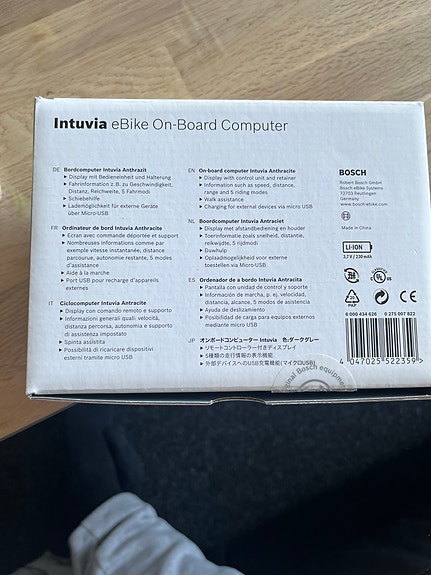 Intuvia eBike On-Board Computer
DE Bordcomputer Intuvia Anthrazit
▸ Display mit Bedieneinheit und Halterung
▸ Fahrinformation z. B. zu Geschwindigkeit,
Distanz, Reichweite, 5 Fahrmodi
▸ Schiebehilfe
▸ Lademöglichkeit für externe Geräte
über Micro-USB
FR Ordinateur de bord Intuvia Anthracite
▸ Écran avec commande déportée et support
▸ Nombreuses informations comme par
exemple vitesse instantanée, distance
parcourue, autonomie restante, 5 modes
d'assistance
▸ Aide à la marche
▸ Port USB pour recharge d'appareils
externes
IT Ciclocomputer Intuvia Antracite
▸ Display con comando remoto e supporto
▸ Informazioni generali quali: velocità,
distanza percorsa, autonomia e supporto
di assistenza impostato
▸ Spinta assistita
▸ Possibilità di ricaricare dispositivi
esterni tramite micro USB
EN On-board computer Intuvia Anthracite
▸ Display with control unit and retainer
▸ Information such as speed, distance,
range and 5 riding modes
▸ Walk assistance
▸ Charging for external devices via micro USB
NL Boordcomputer Intuvia Antraciet
▸ Display met afstandbediening en houder
▸ Toerinformatie zoals snelheid, distantie,
reikwijdte, 5 rijdmodi
▸ Duwhulp
▸ Oplaadmogelijkheid voor externe
toestellen via Micro-USB
ES Ordenador de a bordo Intuvia Antracita
▸ Pantalla con unidad de control y soporte
▸ Información de marcha, p. ej. velocidad,
distancia, alcance, 5 modos de asistencia
▸ Ayuda de deslizamiento
▸ Posibilidad de carga para equipos externos
mediante micro USB
JP オンボードコンピューター Intuvia 色:ダークグレー
▸ リモートコントローラー付きディスプレイ
▸ 5種類の走行情報の表示機能
▸ 外部デバイスへのUSB充電機能(マイクロUSB)
BOSCH
Robert Bosch GmbH
Bosch eBike Systems
72703 Reutlingen
Germany
www.bosch-ebike.com
Made in China
LI-ION
3,7 V / 230 mAh
20
PAP
CE
6 000 434 626 0 275 007 822
4 047025 522359 >
Bosch equipm